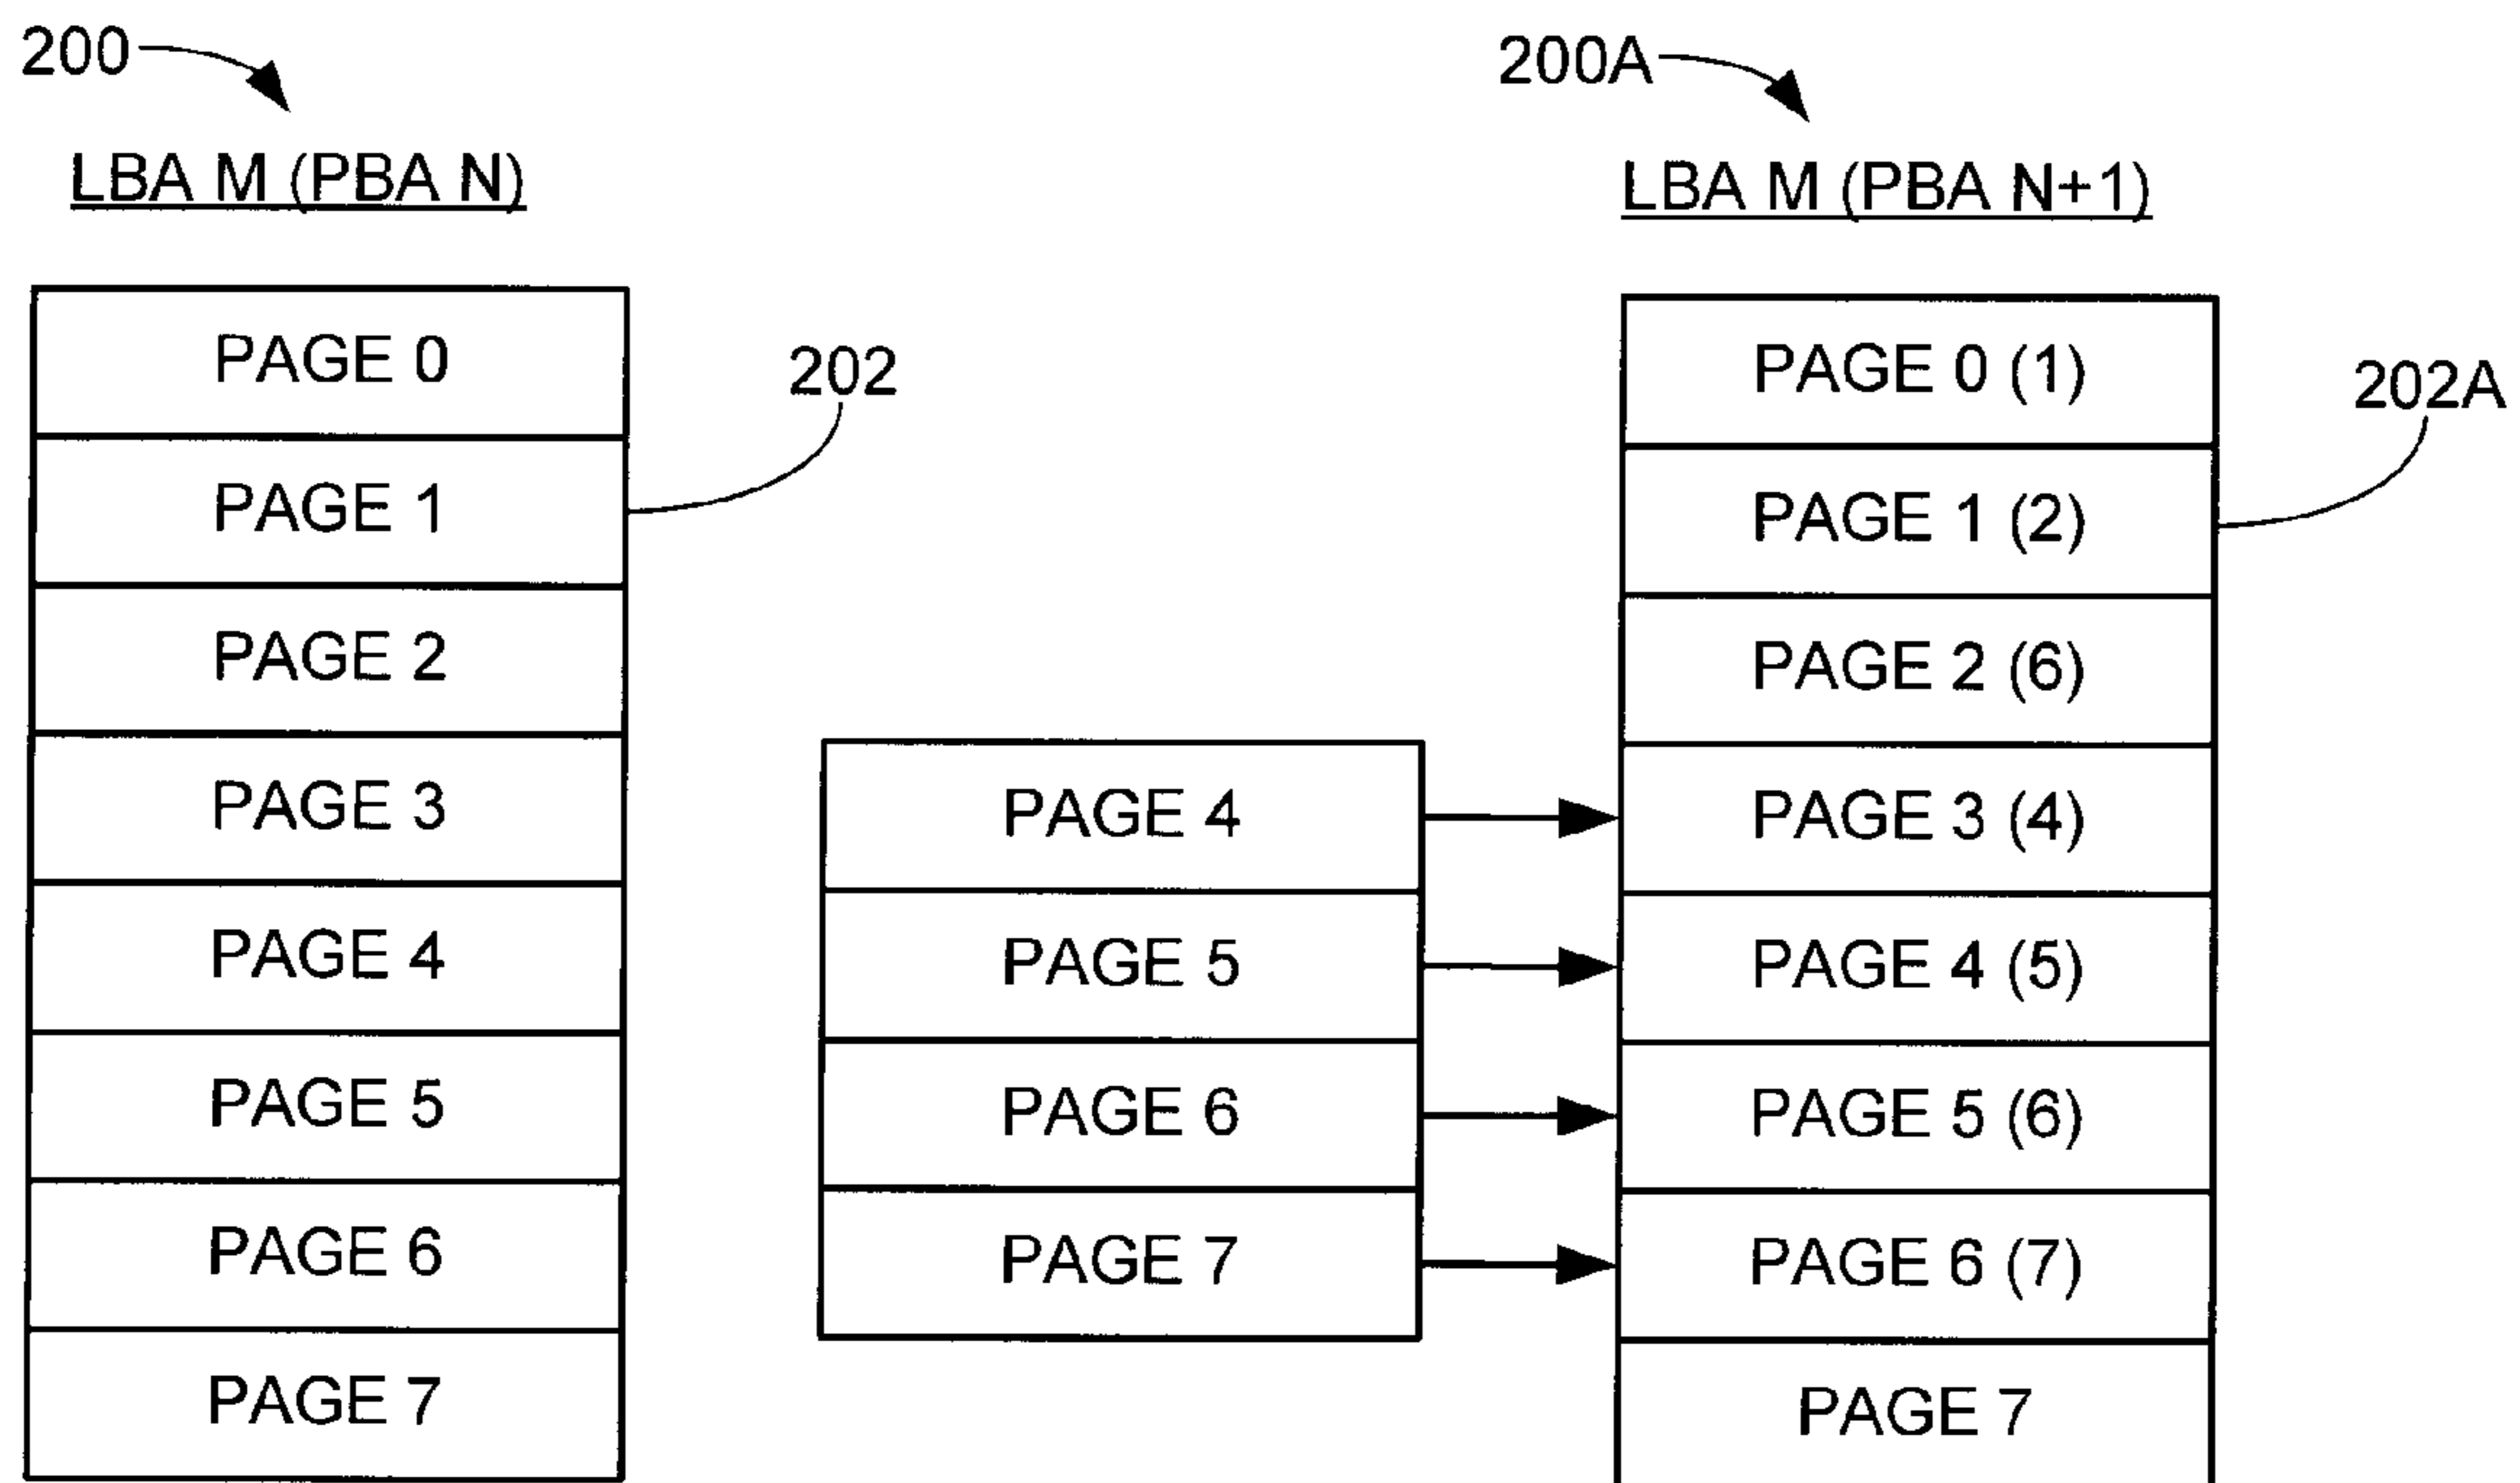 200
LBA M (PBA N)
PAGE 0
PAGE 1
PAGE 2
PAGE 3
PAGE 4
PAGE 5
PAGE 6
PAGE 7
202
PAGE 4
PAGE 5
PAGE 6
PAGE 7
200A
LBA M (PBA N+1)
PAGE 0 (1)
PAGE 1 (2)
PAGE 2 (6)
PAGE 3 (4)
PAGE 4 (5)
PAGE 5 (6)
PAGE 6 (7)
PAGE 7
202A